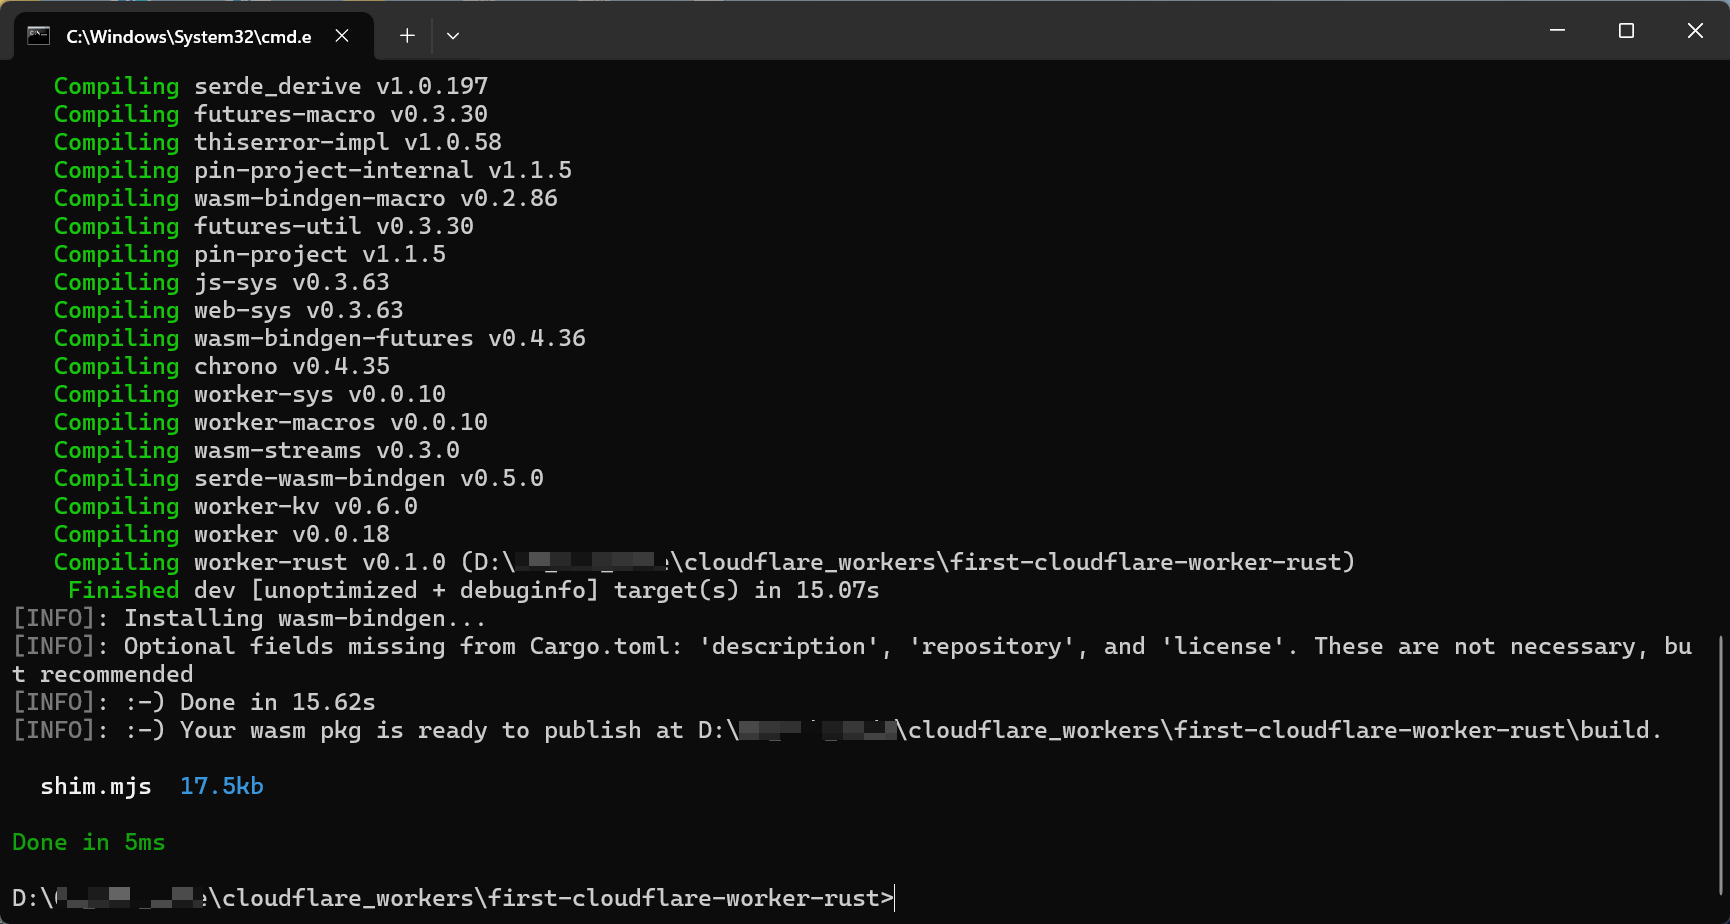 C:\Windows\System32\cmd.e
Compiling serde_derive v1.0.197
Compiling futures-macro v0.3.30
Compiling thiserror-impl v1.0.58
Compiling pin-project-internal v1.1.5
Compiling wasm-bindgen-macro v0.2.86
Compiling futures-util v0.3.30
Compiling pin-project v1.1.5
Compiling js-sys v0.3.63
Compiling web-sys v0.3.63
Compiling wasm-bindgen-futures v0.4.36
Compiling chrono v0.4.35
Compiling worker-sys v0.0.10
Compiling worker-macros v0.0.10
Compiling wasm-streams v0.3.0
Compiling serde-wasm-bindgen v0.5.0
Compiling worker-kv v0.6.0
Compiling worker v0.0.18
Compiling worker-rust v0.1.0 (D:\ \cloudflare_workers\first-cloudflare-worker-rust)
Finished dev [unoptimized + debuginfo] target(s) in 15.07s
[INFO]: Installing wasm-bindgen...
[INFO]: Optional fields missing from Cargo.toml: 'description', 'repository', and 'license'. These are not necessary, bu
t recommended
[INFO]: :-) Done in 15.62s
[INFO]: :-) Your wasm pkg is ready to publish at D:\ \cloudflare_workers\first-cloudflare-worker-rust\build.
shim.mjs 17.5kb
Done in 5ms
D:\ \cloudflare_workers\first-cloudflare-worker-rust>